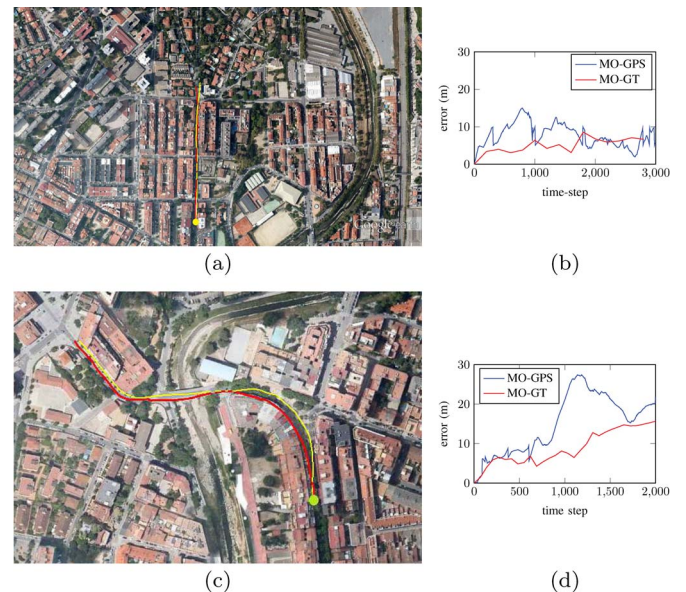 30
20
10
0
error (m)
MO-GPS
MO-GT
0
1,000
2,000
3,000
time-step
(a)
(b)
30
20
10
0
error (m)
MO-GPS
MO-GT
0
500
1,000
1,500
2,000
time step
(c)
(d)